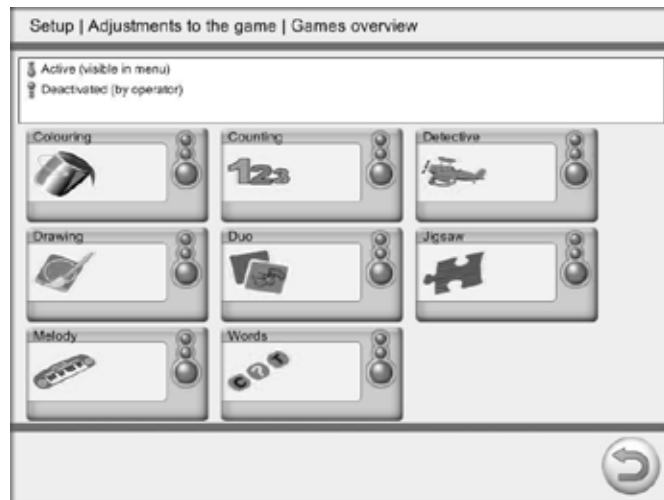 Setup | Adjustments to the game | Games overview
Active (visible in menu)
Deactivated (by operator)
Colouring
Counting
Detective
123
Drawing
Duo
Jigsaw
Melody
Words
C ? T